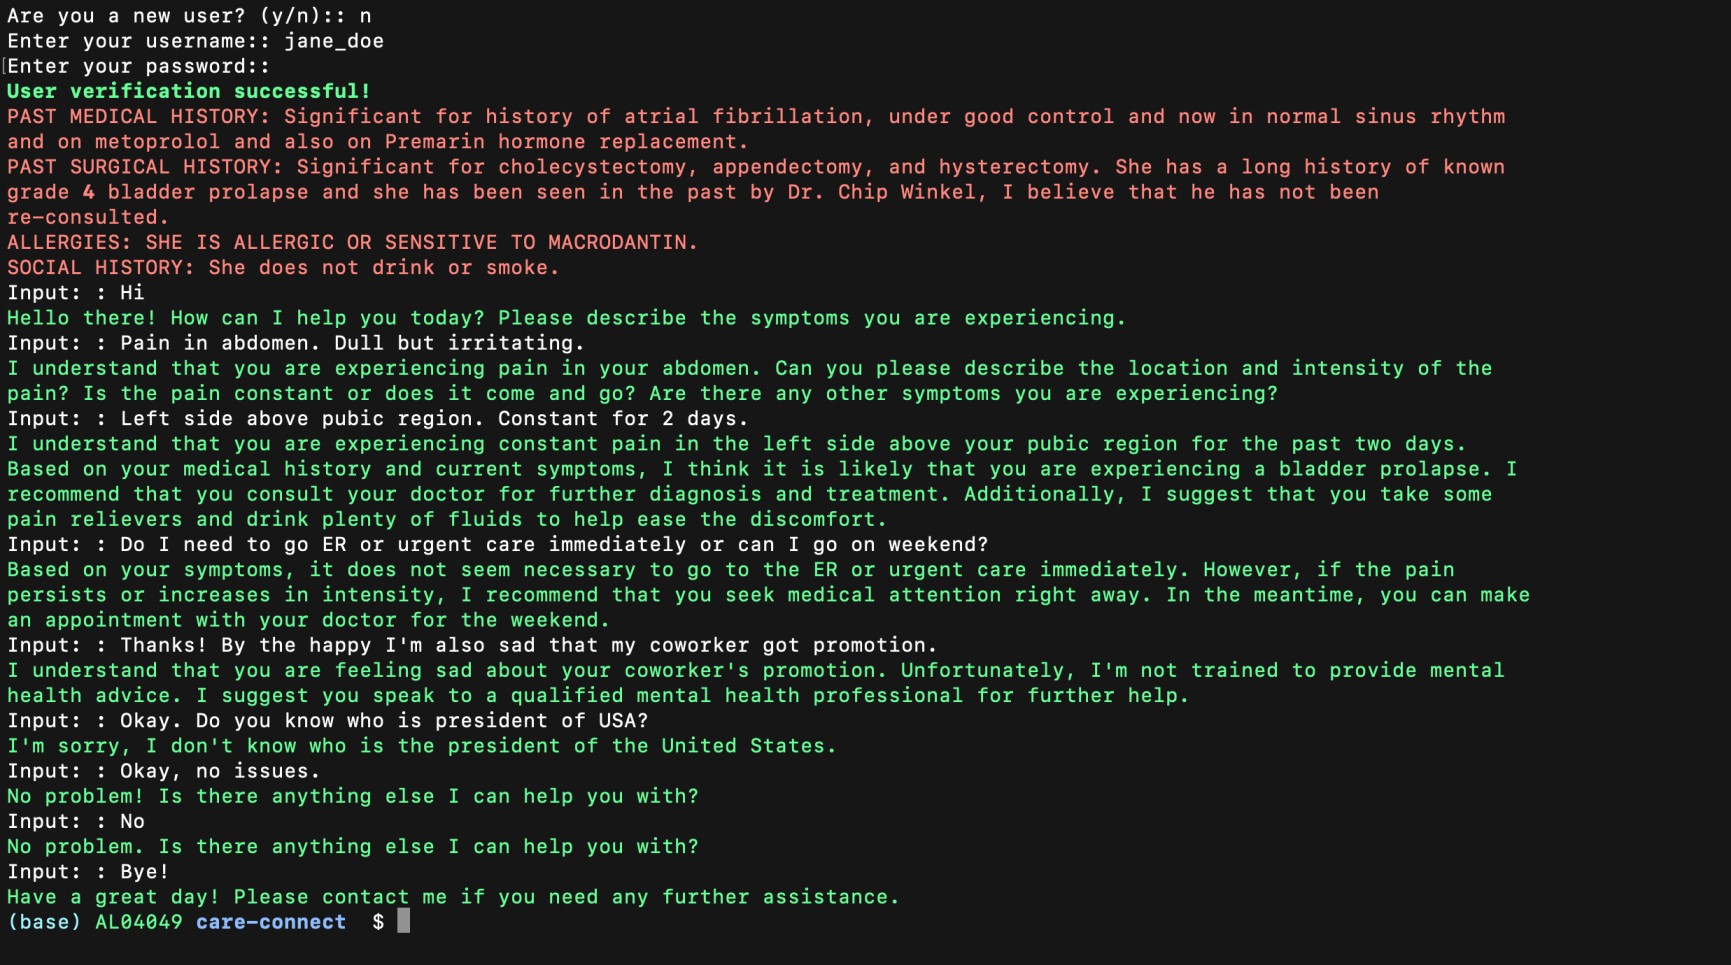 Are you a new user? (y/n):: n
Enter your username:: jane_doe
[Enter your password::
User verification successful!
PAST MEDICAL HISTORY: Significant for history of atrial fibrillation, under good control and now in normal sinus rhythm
and on metoprolol and also on Premarin hormone replacement.
PAST SURGICAL HISTORY: Significant for cholecystectomy, appendectomy, and hysterectomy. She has a long history of known
grade 4 bladder prolapse and she has been seen in the past by Dr. Chip Winkel, I believe that he has not been
re-consulted.
ALLERGIES: SHE IS ALLERGIC OR SENSITIVE TO MACRODANTIN.
SOCIAL HISTORY: She does not drink or smoke.
Input: : Hi
Hello there! How can I help you today? Please describe the symptoms you are experiencing.
Input: : Pain in abdomen. Dull but irritating.
I understand that you are experiencing pain in your abdomen. Can you please describe the location and intensity of the
pain? Is the pain constant or does it come and go? Are there any other symptoms you are experiencing?
Input: : Left side above pubic region. Constant for 2 days.
I understand that you are experiencing constant pain in the left side above your pubic region for the past two days.
Based on your medical history and current symptoms, I think it is likely that you are experiencing a bladder prolapse. I
recommend that you consult your doctor for further diagnosis and treatment. Additionally, I suggest that you take some
pain relievers and drink plenty of fluids to help ease the discomfort.
Input: : Do I need to go ER or urgent care immediately or can I go on weekend?
Based on your symptoms, it does not seem necessary to go to the ER or urgent care immediately. However, if the pain
persists or increases in intensity, I recommend that you seek medical attention right away. In the meantime, you can make
an appointment with your doctor for the weekend.
Input: : Thanks! By the happy I'm also sad that my coworker got promotion.
I understand that you are feeling sad about your coworker's promotion. Unfortunately, I'm not trained to provide mental
health advice. I suggest you speak to a qualified mental health professional for further help.
Input: : Okay. Do you know who is president of USA?
I'm sorry, I don't know who is the president of the United States.
Input: : Okay, no issues.
No problem! Is there anything else I can help you with?
Input: : No
No problem. Is there anything else I can help you with?
Input: : Bye!
Have a great day! Please contact me if you need any further assistance.
(base) AL04049 care-connect $